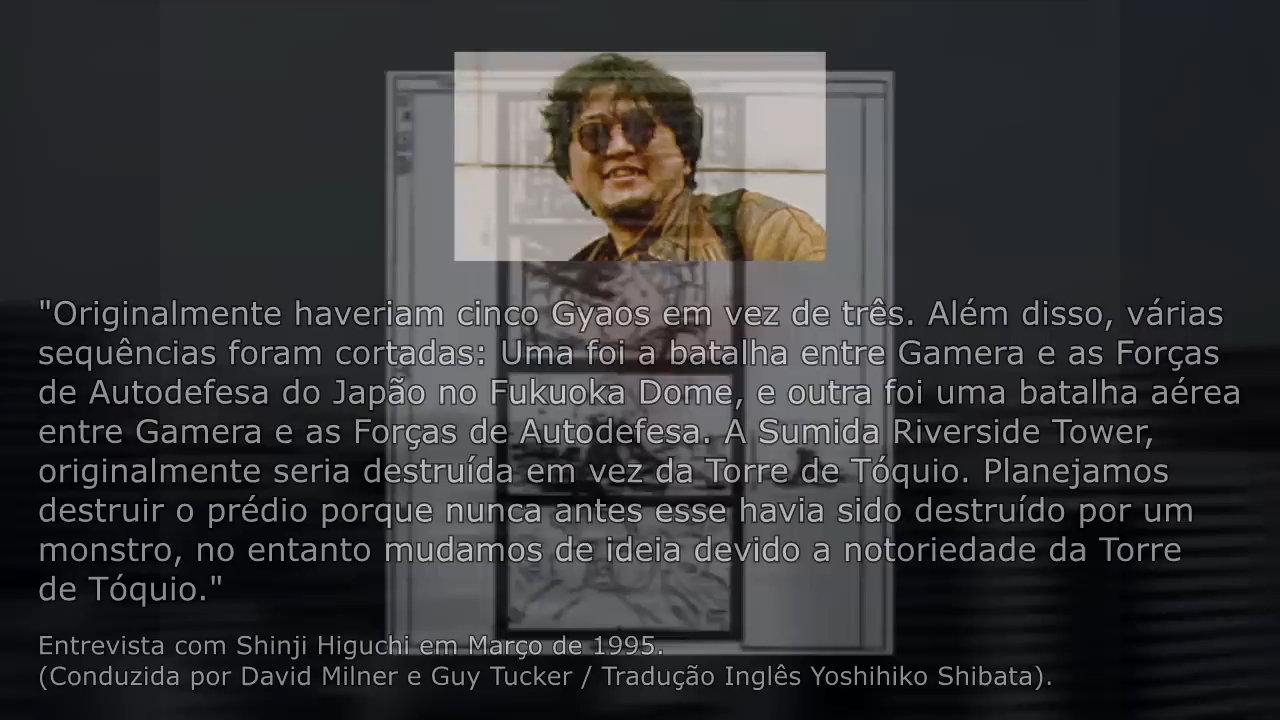 "Originalmente haveriam cinco Gyaos em vez de três. Além disso, várias
sequências foram cortadas: Uma foi a batalha entre Gamera e as Forças
de Autodefesa do Japão no Fukuoka Dome, e outra foi uma batalha aérea
entre Gamera e as Forças de Autodefesa. A Sumida Riverside Tower,
originalmente seria destruída em vez da Torre de Tóquio. Planejamos
destruir o prédio porque nunca antes esse havia sido destruído por um
monstro, no entanto mudamos de ideia devido a notoriedade da Torre
de Tóquio."
Entrevista com Shinji Higuchi em Março de 1995.
(Conduzida por David Milner e Guy Tucker / Tradução Inglês Yoshihiko Shibata).